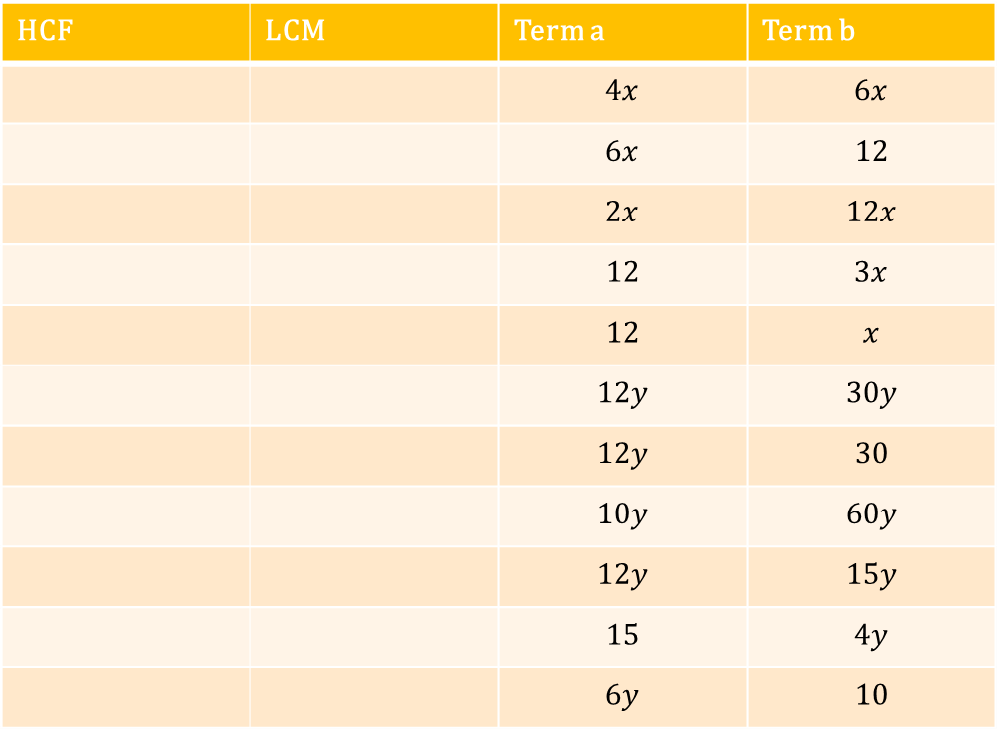 HCF LCM Term a Term b
4x 6x
6x 12
2x 12x
12 3x
12 x
12y 30y
12y 30
10y 60y
12y 15y
15 4y
6y 10